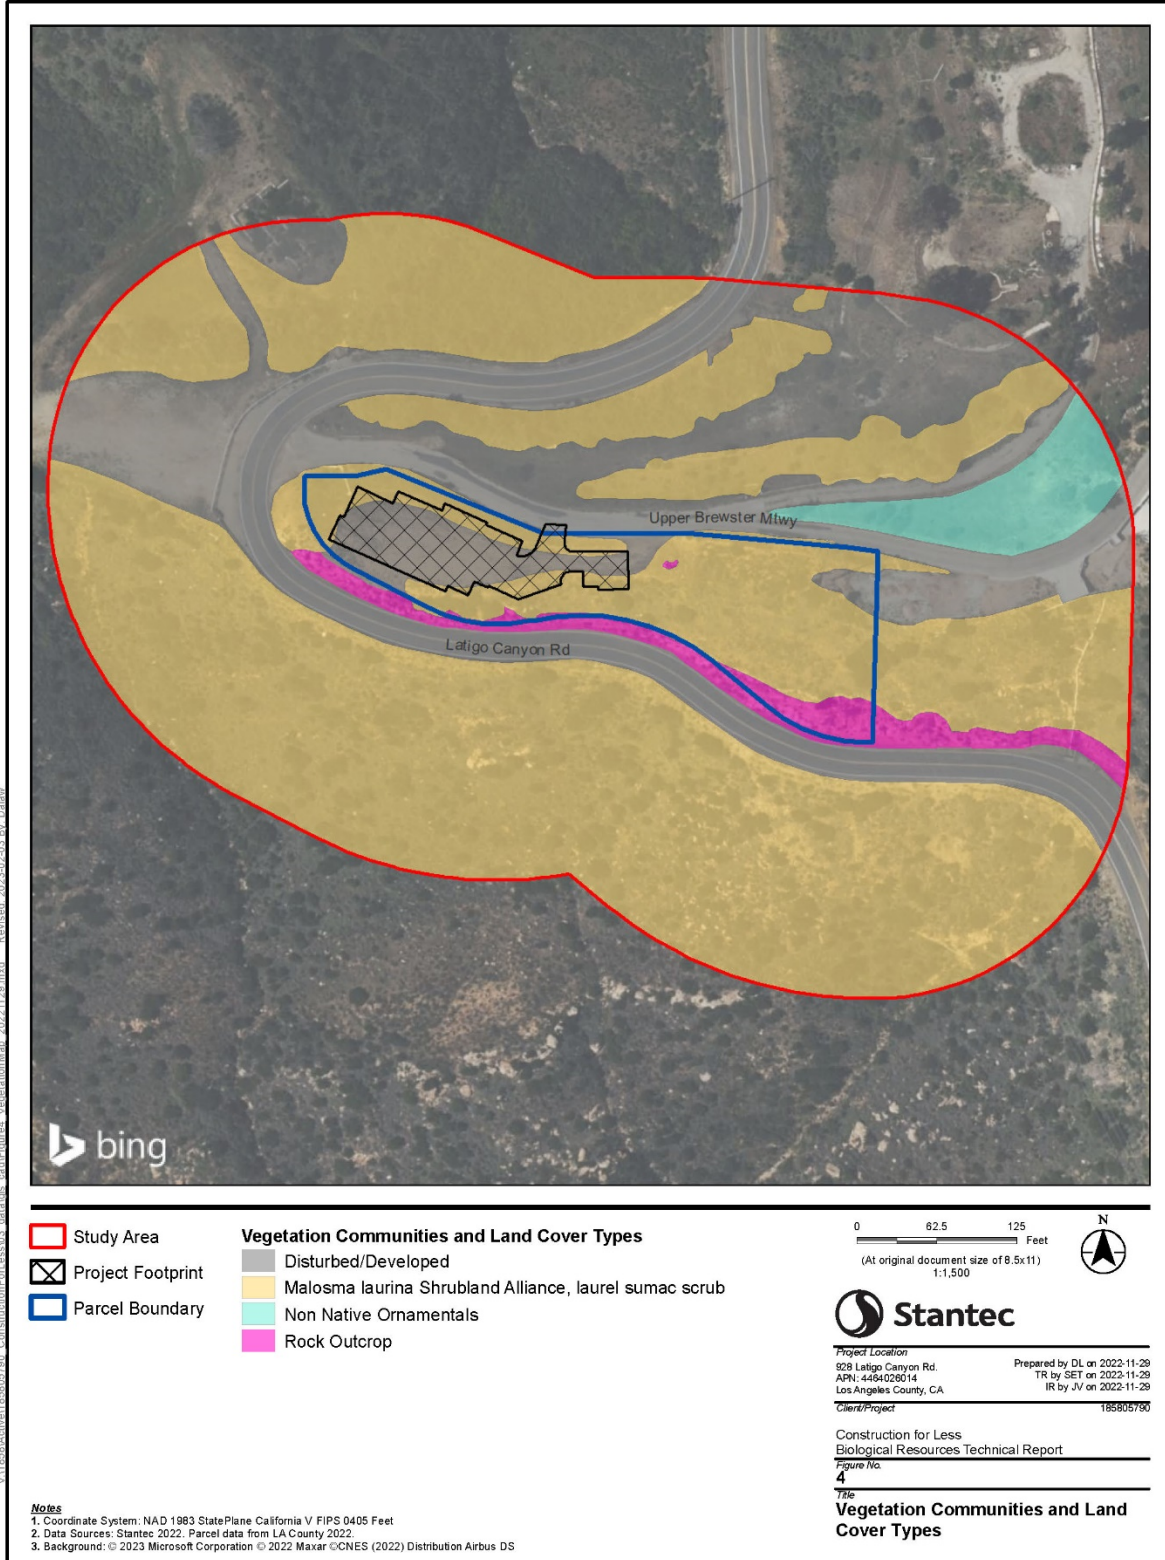 Upper Brewster Mtwy
Latigo Canyon Rd
bing
Study Area
Project Footprint
Parcel Boundary
Vegetation Communities and Land Cover Types
Disturbed/Developed
Malosma laurina Shrubland Alliance, laurel sumac scrub
Non Native Ornamentals
Rock Outcrop
0 62.5 125
Feet
(At original document size of 8.5x11)
1:1,500
N
Stantec
Project Location
928 Latigo Canyon Rd.
APN: 4464026014
Los Angeles County, CA
Prepared by DL on 2022-11-29
TR by SET on 2022-11-29
IR by JV on 2022-11-29
Client/Project 185805790
Construction for Less
Biological Resources Technical Report
Figure No.
4
Title
Vegetation Communities and Land
Cover Types
Notes
1. Coordinate System: NAD 1983 StatePlane California V FIPS 0405 Feet
2. Data Sources: Stantec 2022. Parcel data from LA County 2022.
3. Background: © 2023 Microsoft Corporation © 2022 Maxar ©CNES (2022) Distribution Airbus DS